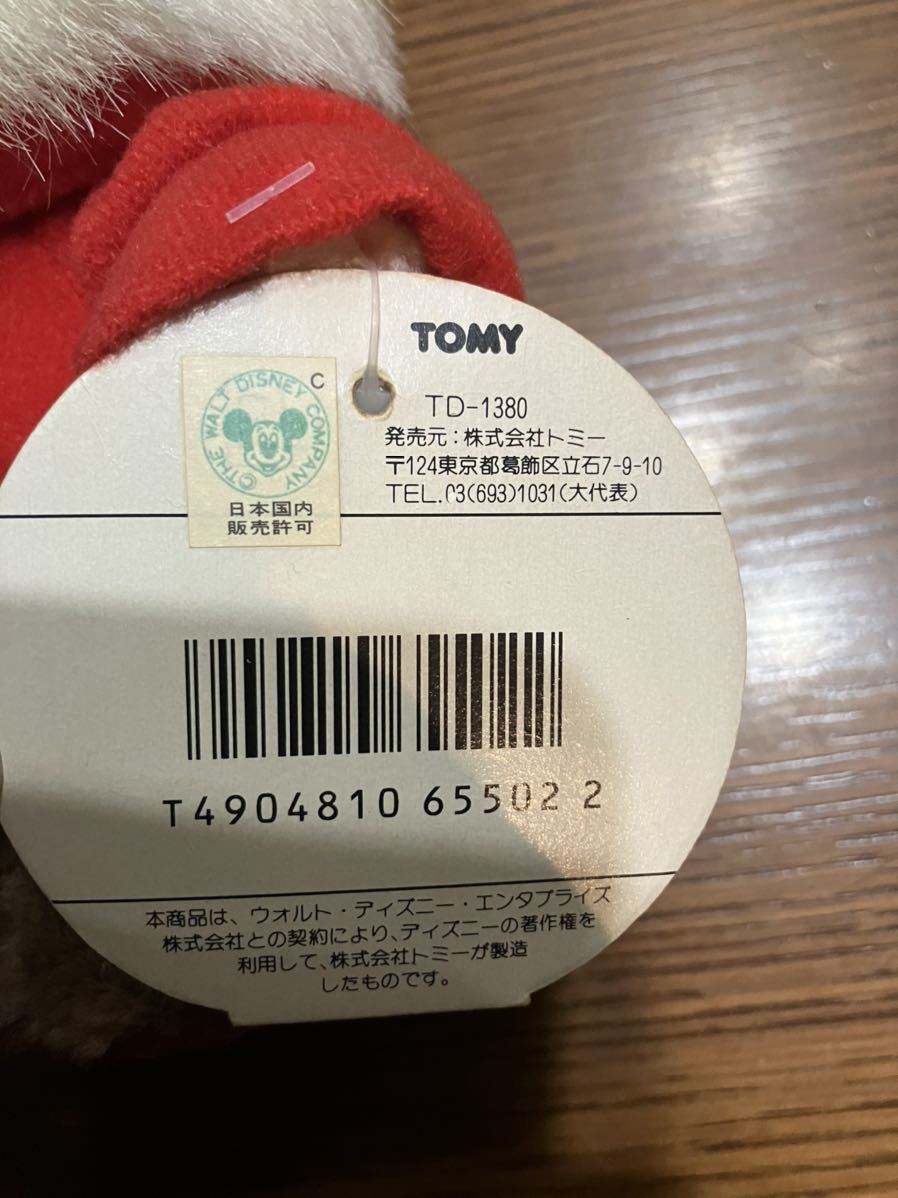 TOMY
TD-1380
発売元：株式会社トミー
〒124東京都葛飾区立石7-9-10
TEL.03(693)1031(大代表)
C
©THE WALT DISNEY COMPANY
日本国内
販売許可
T4904810 65502 2
本商品は、ウォルト・ディズニー・エンタプライズ
株式会社との契約により、ディズニーの著作権を
利用して、株式会社トミーが製造
したものです。